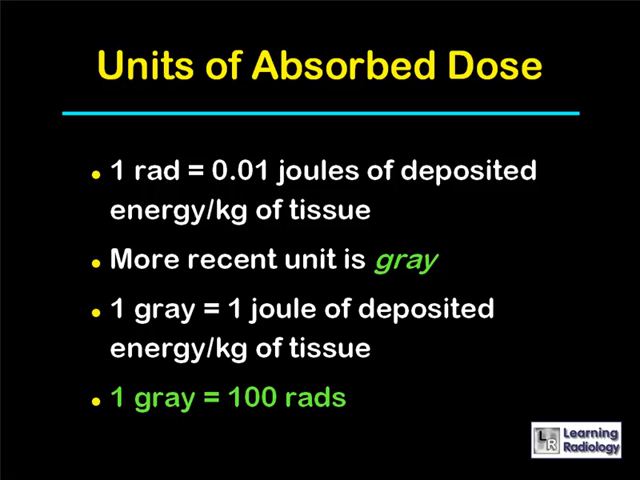 Units of Absorbed Dose
• 1 rad = 0.01 joules of deposited
energy/kg of tissue
• More recent unit is gray
• 1 gray = 1 joule of deposited
energy/kg of tissue
• 1 gray = 100 rads
LR Learning
Radiology